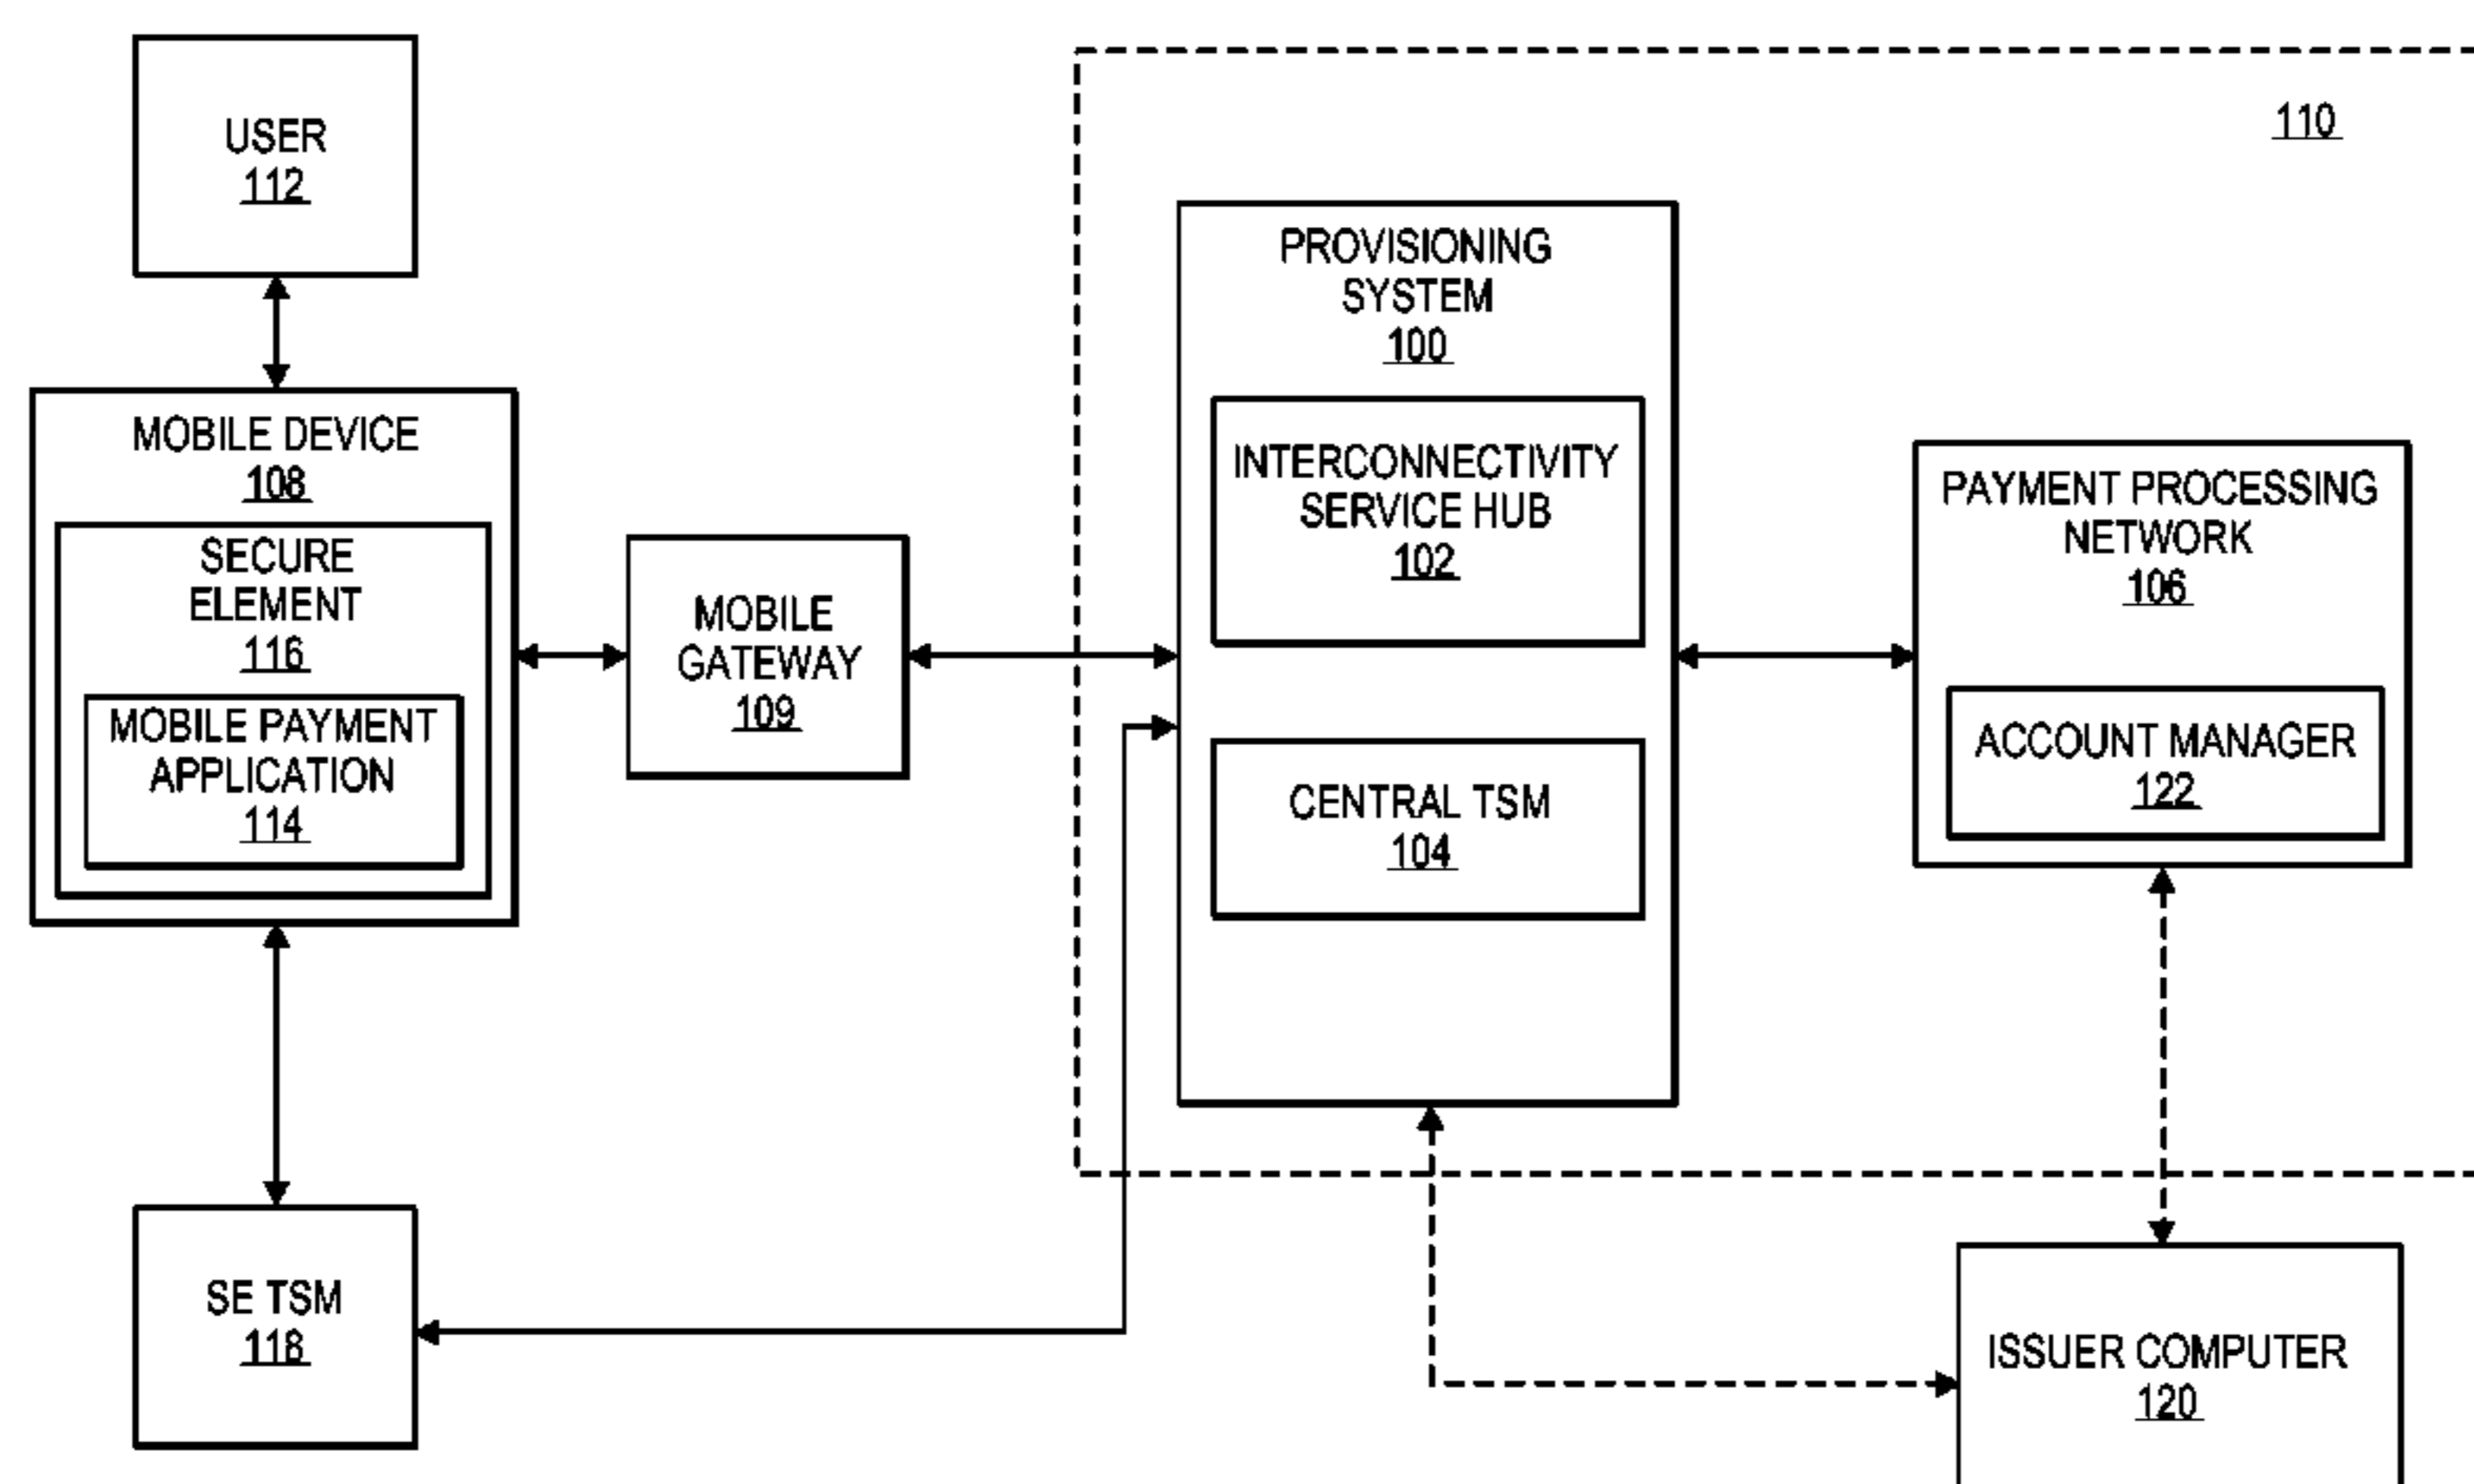 USER
112
110
PROVISIONING
SYSTEM
100
INTERCONNECTIVITY
SERVICE HUB
102
CENTRAL TSM
104
MOBILE DEVICE
108
SECURE
ELEMENT
116
MOBILE PAYMENT
APPLICATION
114
MOBILE
GATEWAY
109
PAYMENT PROCESSING
NETWORK
106
ACCOUNT MANAGER
122
SE TSM
118
ISSUER COMPUTER
120